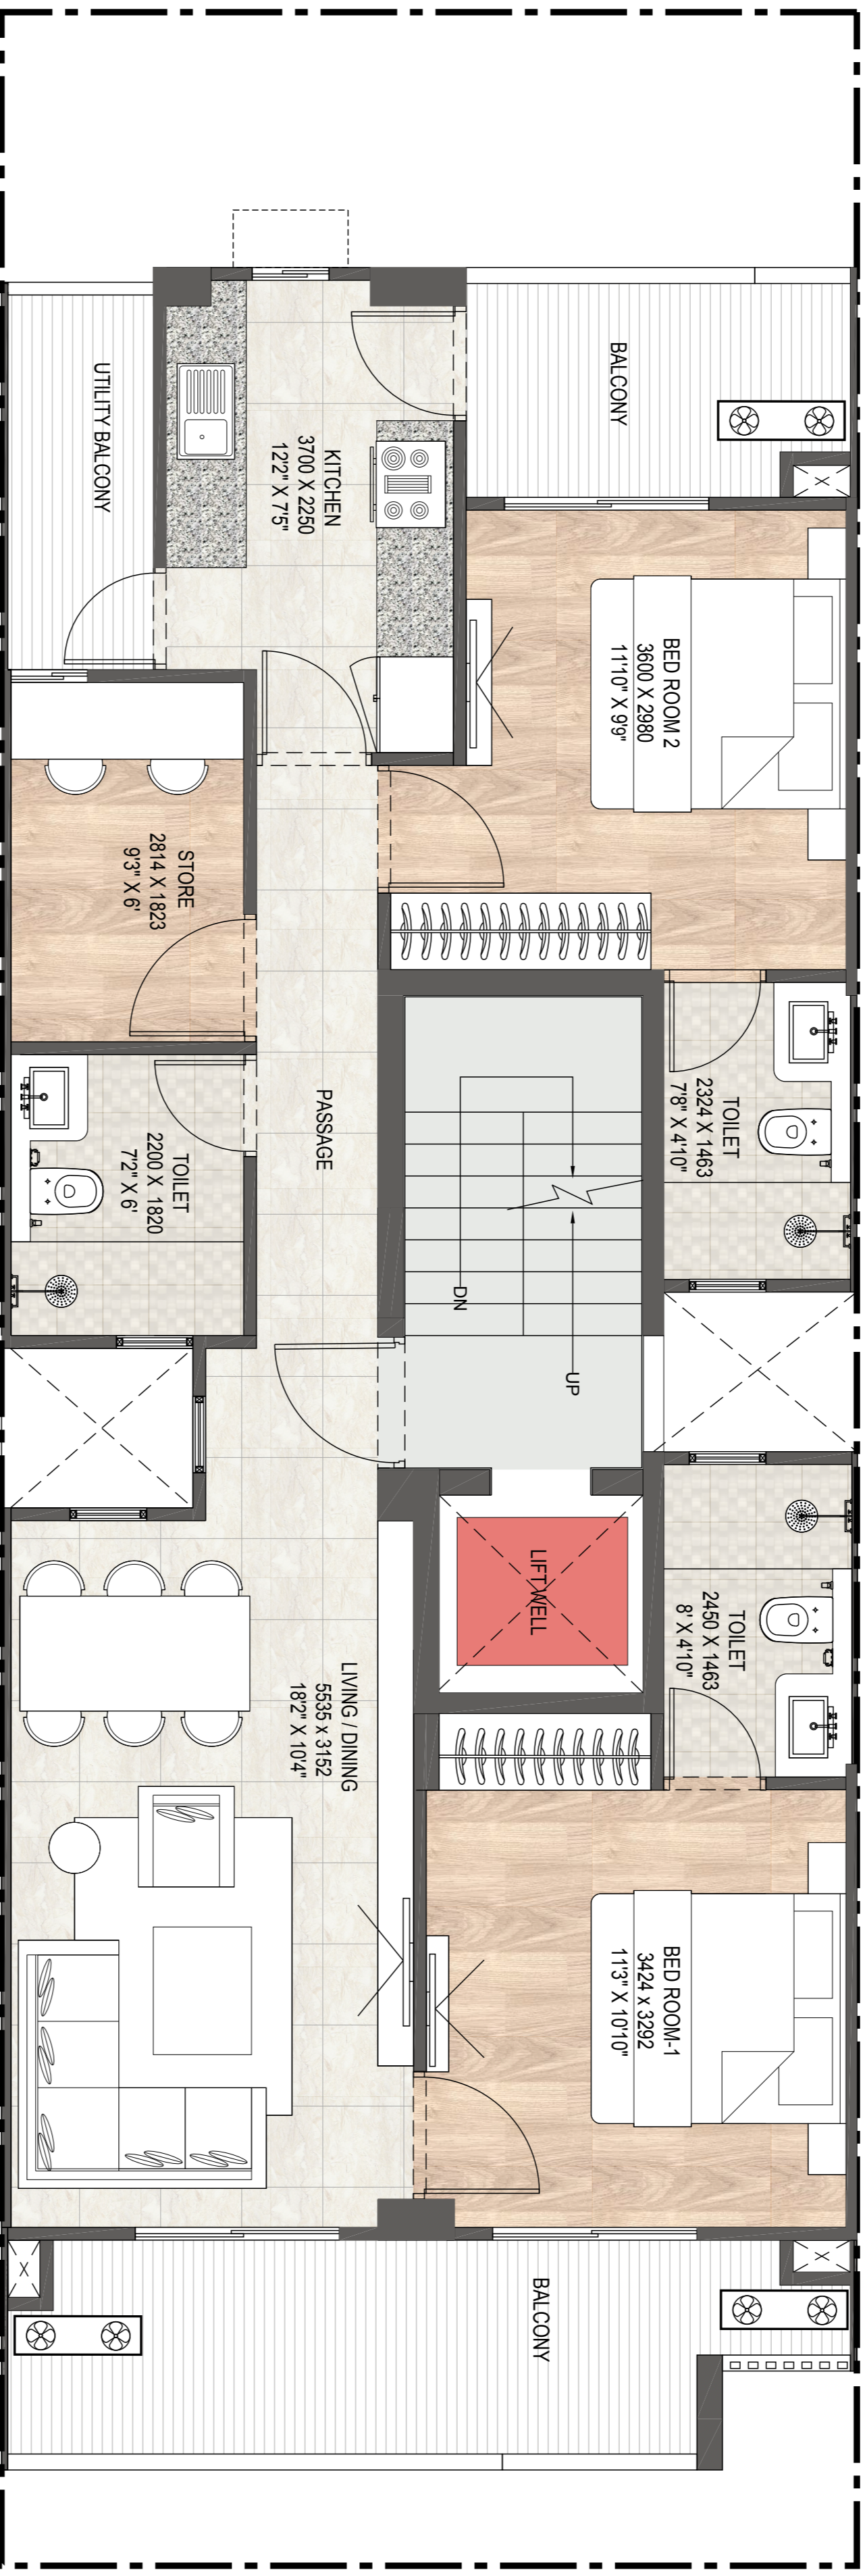 UTILITY BALCONY
KITCHEN
3700 X 2250
12'2" X 7'5"
BALCONY
BED ROOM 2
3600 X 2980
11'10" X 9'9"
STORE
2814 X 1823
9'3" X 6'
PASSAGE
TOILET
2324 X 1463
7'8" X 4'10"
TOILET
2200 X 1820
7'2" X 6'
DN
UP
LIFT WELL
TOILET
2450 X 1463
8' X 4'10"
LIVING / DINING
5535 x 3152
18'2" X 10'4"
BED ROOM-1
3424 x 3292
11'3" X 10'10"
BALCONY